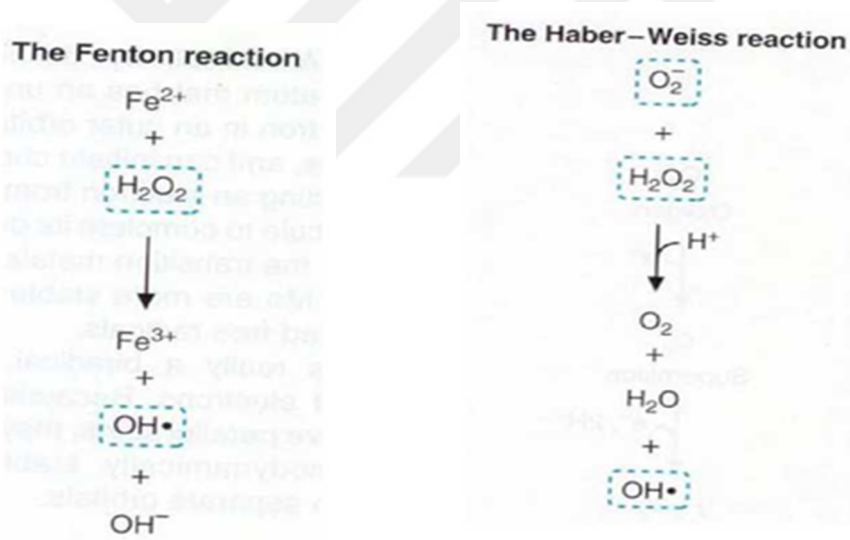 The Fenton reaction
Fe²⁺
+
H₂O₂
Fe³⁺
+
OH•
+
OH⁻
The Haber–Weiss reaction
O₂⁻
+
H₂O₂
H⁺
O₂
+
H₂O
+
OH•